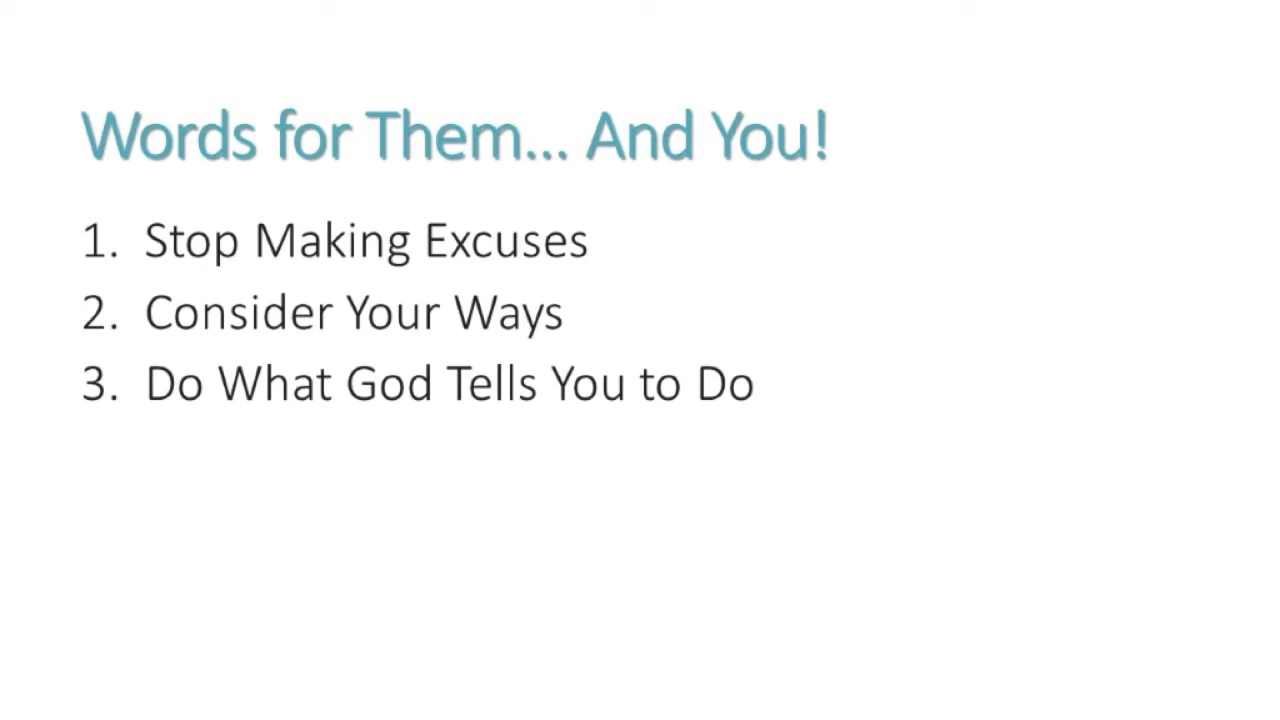 Words for Them... And You!
1. Stop Making Excuses
2. Consider Your Ways
3. Do What God Tells You to Do